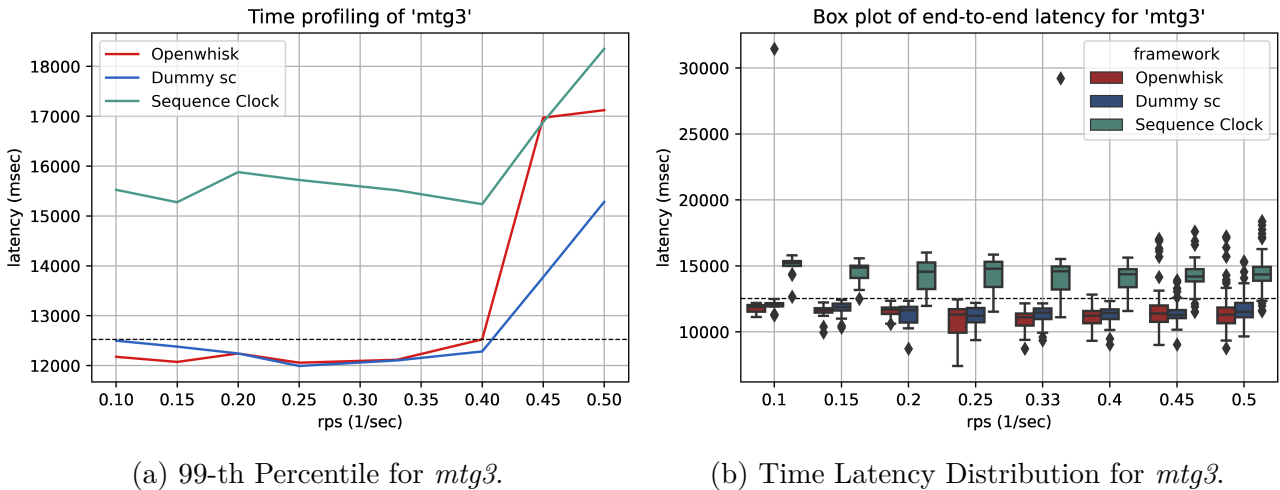 Time profiling of 'mtg3'
Openwhisk
Dummy sc
Sequence Clock
18000
17000
16000
15000
14000
13000
12000
latency (msec)
0.10 0.15 0.20 0.25 0.30 0.35 0.40 0.45 0.50
rps (1/sec)
(a) 99-th Percentile for mtg3.
Box plot of end-to-end latency for 'mtg3'
framework
Openwhisk
Dummy sc
Sequence Clock
30000
25000
20000
15000
10000
latency (msec)
0.1 0.15 0.2 0.25 0.33 0.4 0.45 0.5
rps (1/sec)
(b) Time Latency Distribution for mtg3.